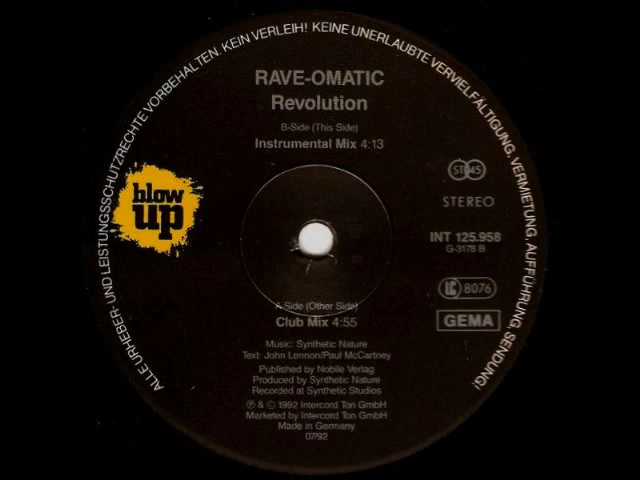 ALLE URHEBER- UND LEISTUNGSSCHUTZRECHTE VORBEHALTEN. KEIN VERLEIH! KEINE UNERLAUBTE VERVIELFÄLTIGUNG, VERMIETUNG, AUFFÜHRUNG, SENDUNG!
RAVE-OMATIC
Revolution
B-Side (This Side)
Instrumental Mix 4:13
blow
up
ST 45
STEREO
INT 125.958
G-3178 B
LC 8076
GEMA
A-Side (Other Side)
Club Mix 4:55
Music: Synthetic Nature
Text: John Lennon/Paul McCartney
Published by Nobile Verlag
Produced by Synthetic Nature
Recorded at Synthetic Studios
℗ & © 1992 Intercord Ton GmbH
Marketed by Intercord Ton GmbH
Made in Germany
07/92